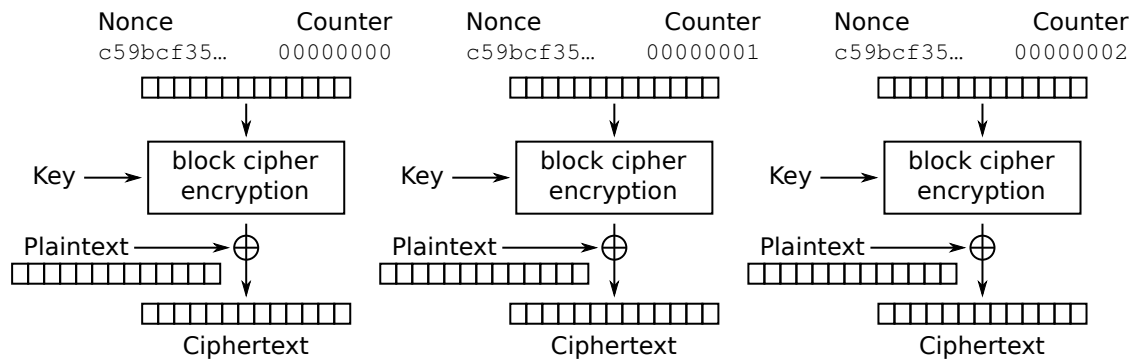 Nonce Counter Nonce Counter Nonce Counter
c59bcf35… 00000000 c59bcf35… 00000001 c59bcf35… 00000002
block cipher block cipher block cipher
Key Key Key
encryption encryption encryption
Plaintext Plaintext Plaintext
Ciphertext Ciphertext Ciphertext